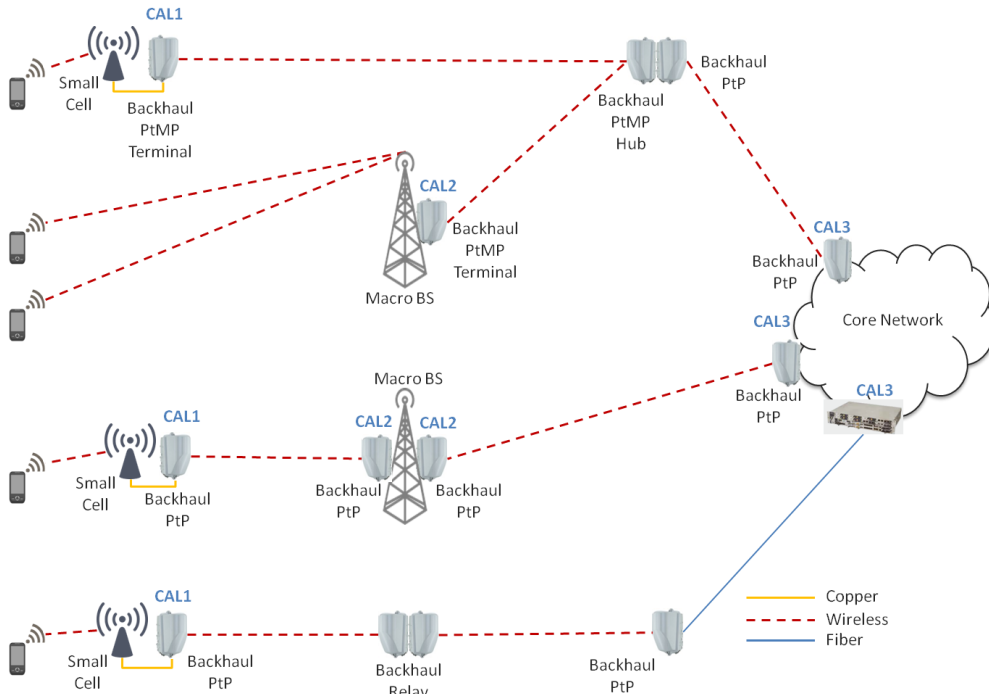 CAL1
Small
Cell
Backhaul
PtMP
Terminal
Backhaul
PtMP
Hub
Backhaul
PtP
CAL2
Backhaul
PtMP
Terminal
Macro BS
CAL3
Backhaul
PtP
Core Network
CAL3
Backhaul
PtP
CAL3
Macro BS
CAL1
Small
Cell
Backhaul
PtP
CAL2
CAL2
Backhaul
PtP
Backhaul
PtP
CAL1
Small
Cell
Backhaul
PtP
Backhaul
Relay
Backhaul
PtP
Copper
Wireless
Fiber